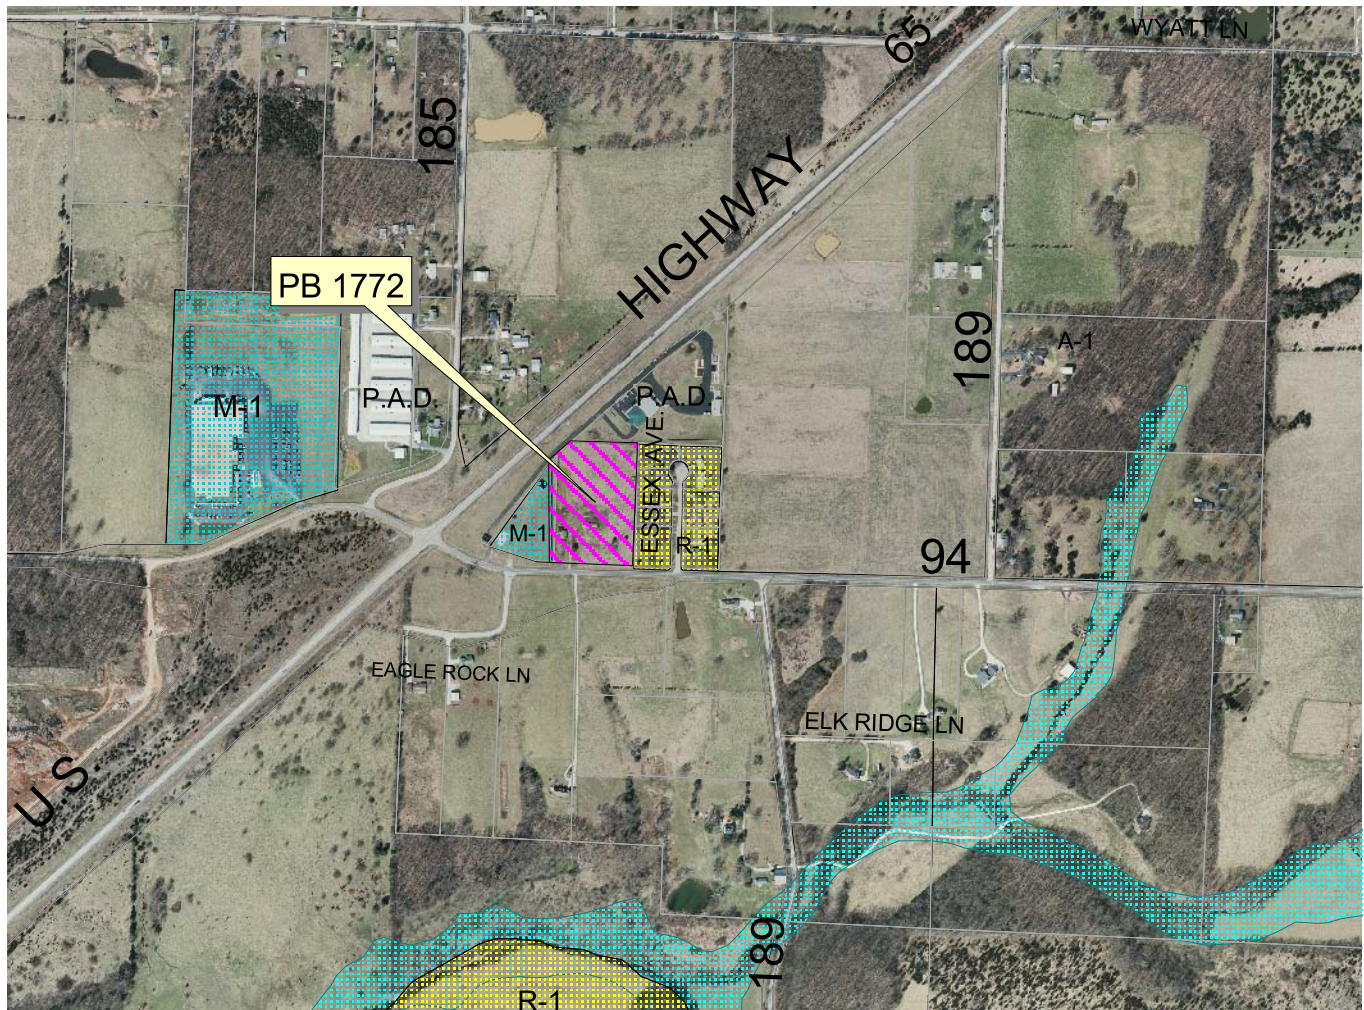 WYATT LN
65
185
HIGHWAY
PB 1772
189
A-1
M-1
P.A.D.
P.A.D.
ESSEX AVE.
M-1
R-1
94
EAGLE ROCK LN
ELK RIDGE LN
U.S.
189
R-1